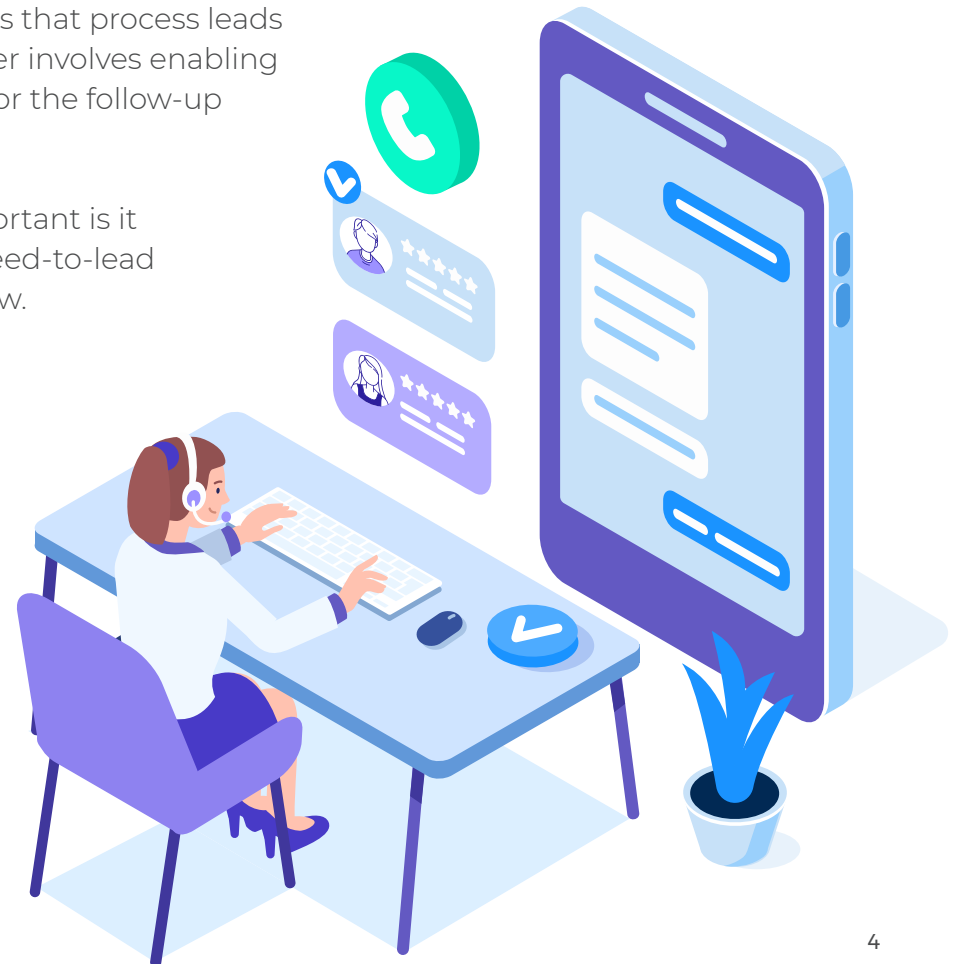 s that process leads
er involves enabling
or the follow-up
ortant is it
eed-to-lead
w.
4